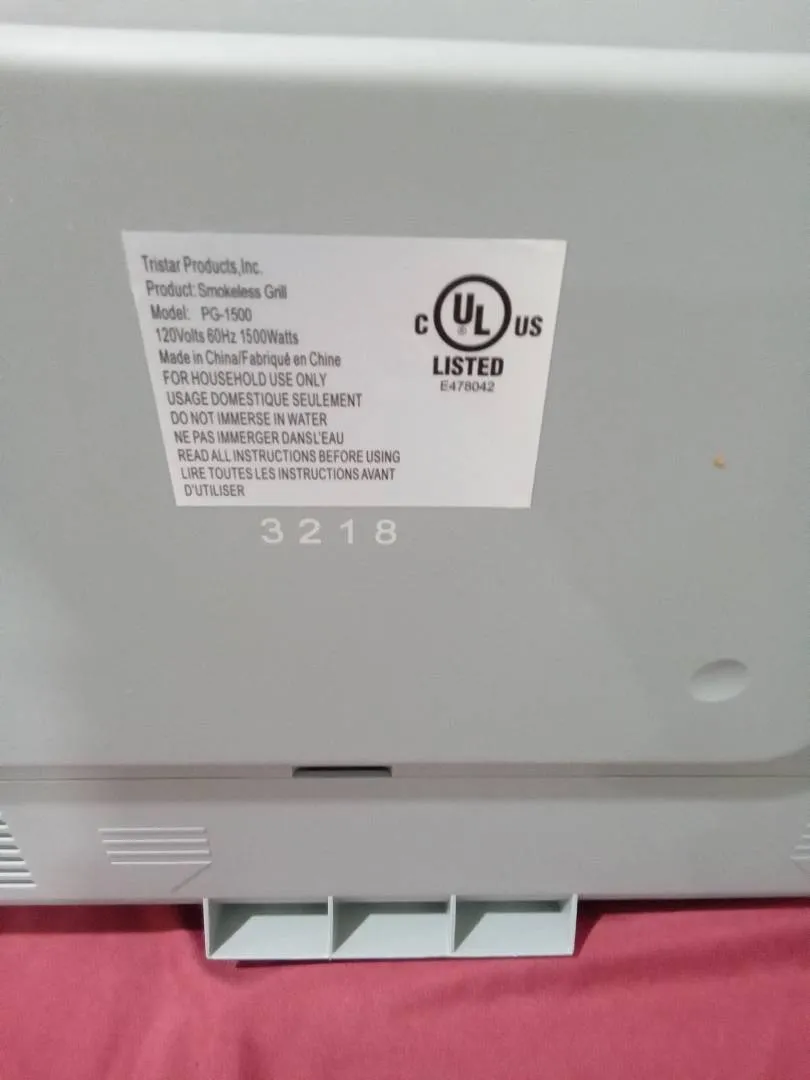 Tristar Products,Inc.
Product: Smokeless Grill
Model: PG-1500
120Volts 60Hz 1500Watts
Made in China/Fabriqué en Chine
FOR HOUSEHOLD USE ONLY
USAGE DOMESTIQUE SEULEMENT
DO NOT IMMERSE IN WATER
NE PAS IMMERGER DANSL'EAU
READ ALL INSTRUCTIONS BEFORE USING
LIRE TOUTES LES INSTRUCTIONS AVANT
D'UTILISER
C UL ® US
LISTED
E478042
3218